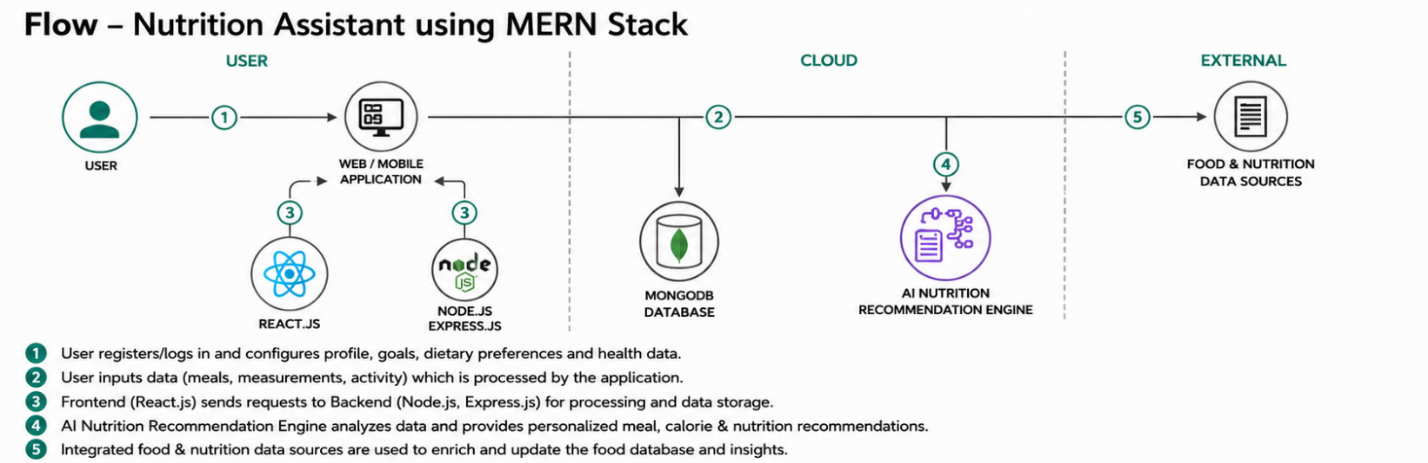 Flow – Nutrition Assistant using MERN Stack
USER
CLOUD
EXTERNAL
1
2
5
USER
WEB / MOBILE
APPLICATION
4
FOOD & NUTRITION
DATA SOURCES
3
3
node
JS
REACT.JS
NODE.JS
EXPRESS.JS
MONGODB
DATABASE
AI NUTRITION
RECOMMENDATION ENGINE
1 User registers/logs in and configures profile, goals, dietary preferences and health data.
2 User inputs data (meals, measurements, activity) which is processed by the application.
3 Frontend (React.js) sends requests to Backend (Node.js, Express.js) for processing and data storage.
4 AI Nutrition Recommendation Engine analyzes data and provides personalized meal, calorie & nutrition recommendations.
5 Integrated food & nutrition data sources are used to enrich and update the food database and insights.